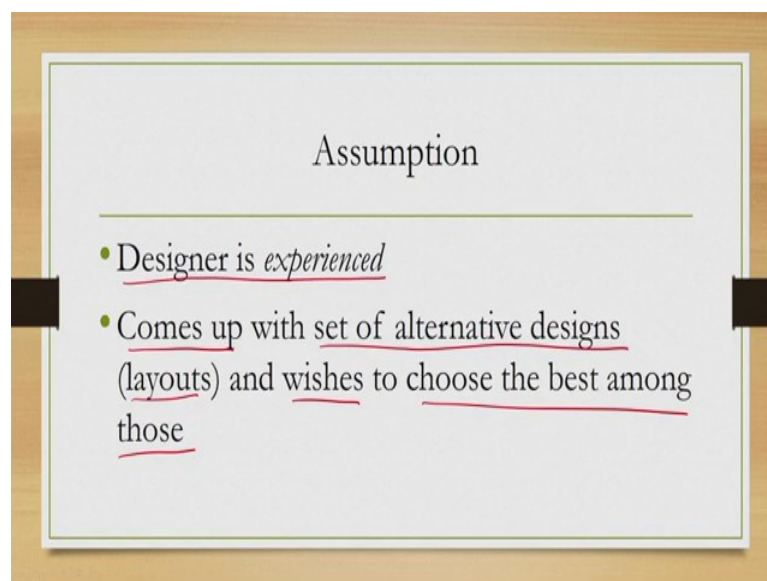 Assumption
• Designer is experienced
• Comes up with set of alternative designs
(layouts) and wishes to choose the best among
those